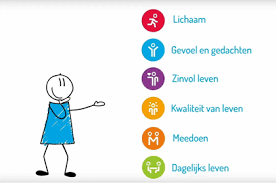 Lichaam
Gevoel en gedachten
Zinvol leven
Kwaliteit van leven
Meedoen
Dagelijks leven